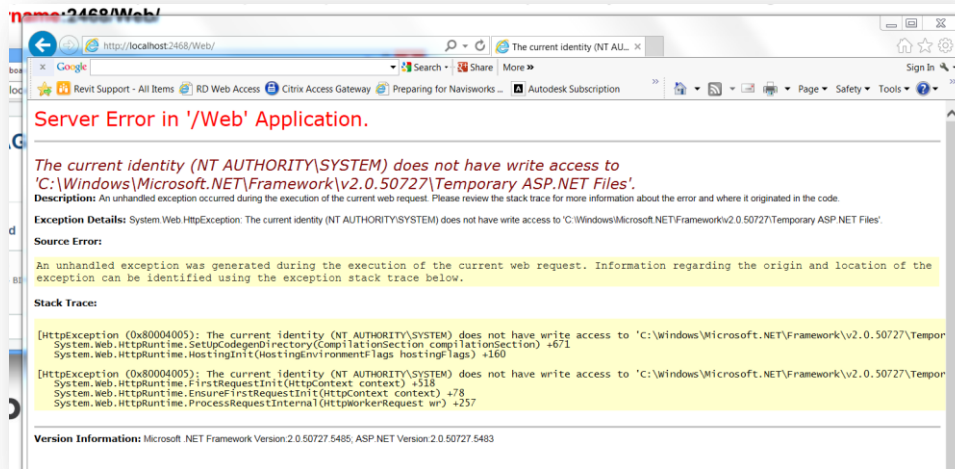 rname:2468/Web/
http://localhost:2468/Web/
The current identity (NT AU...
x Google
Search
Share
More »
Sign In
Revit Support - All Items
RD Web Access
Citrix Access Gateway
Preparing for Navisworks ...
Autodesk Subscription
Page
Safety
Tools
Server Error in '/Web' Application.
The current identity (NT AUTHORITY\SYSTEM) does not have write access to
'C:\Windows\Microsoft.NET\Framework\v2.0.50727\Temporary ASP.NET Files'.
Description: An unhandled exception occurred during the execution of the current web request. Please review the stack trace for more information about the error and where it originated in the code.
Exception Details: System.Web.HttpException: The current identity (NT AUTHORITY\SYSTEM) does not have write access to 'C:\Windows\Microsoft.NET\Framework\v2.0.50727\Temporary ASP.NET Files'.
Source Error:
An unhandled exception was generated during the execution of the current web request. Information regarding the origin and location of the
exception can be identified using the exception stack trace below.
Stack Trace:
[HttpException (0x80004005): The current identity (NT AUTHORITY\SYSTEM) does not have write access to 'C:\Windows\Microsoft.NET\Framework\v2.0.50727\Tempor
System.Web.HttpRuntime.SetUpCodegenDirectory(CompilationSection compilationSection) +671
System.Web.HttpRuntime.HostingInit(HostingEnvironmentFlags hostingFlags) +160
[HttpException (0x80004005): The current identity (NT AUTHORITY\SYSTEM) does not have write access to 'C:\Windows\Microsoft.NET\Framework\v2.0.50727\Tempor
System.Web.HttpRuntime.FirstRequestInit(HttpContext context) +518
System.Web.HttpRuntime.EnsureFirstRequestInit(HttpContext context) +78
System.Web.HttpRuntime.ProcessRequestInternal(HttpWorkerRequest wr) +257
Version Information: Microsoft .NET Framework Version:2.0.50727.5485; ASP.NET Version:2.0.50727.5483